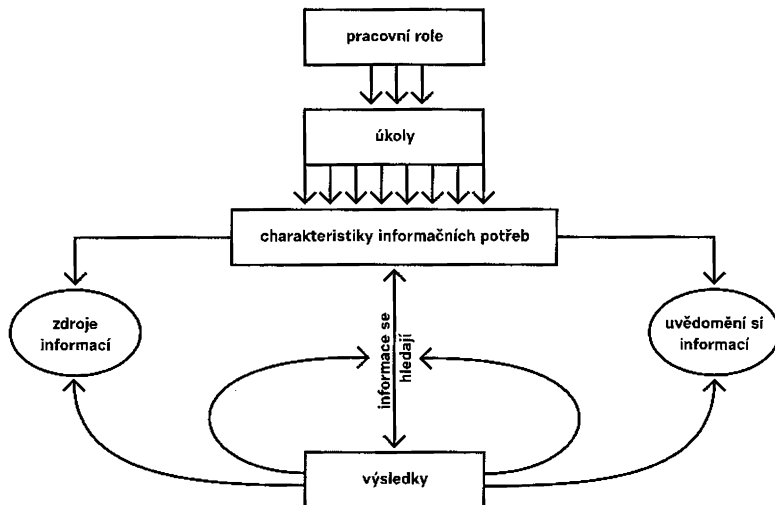 pracovní role
úkoly
charakteristiky informačních potřeb
zdroje
informací
informace se
hledají
uvědomění si
informací
výsledky